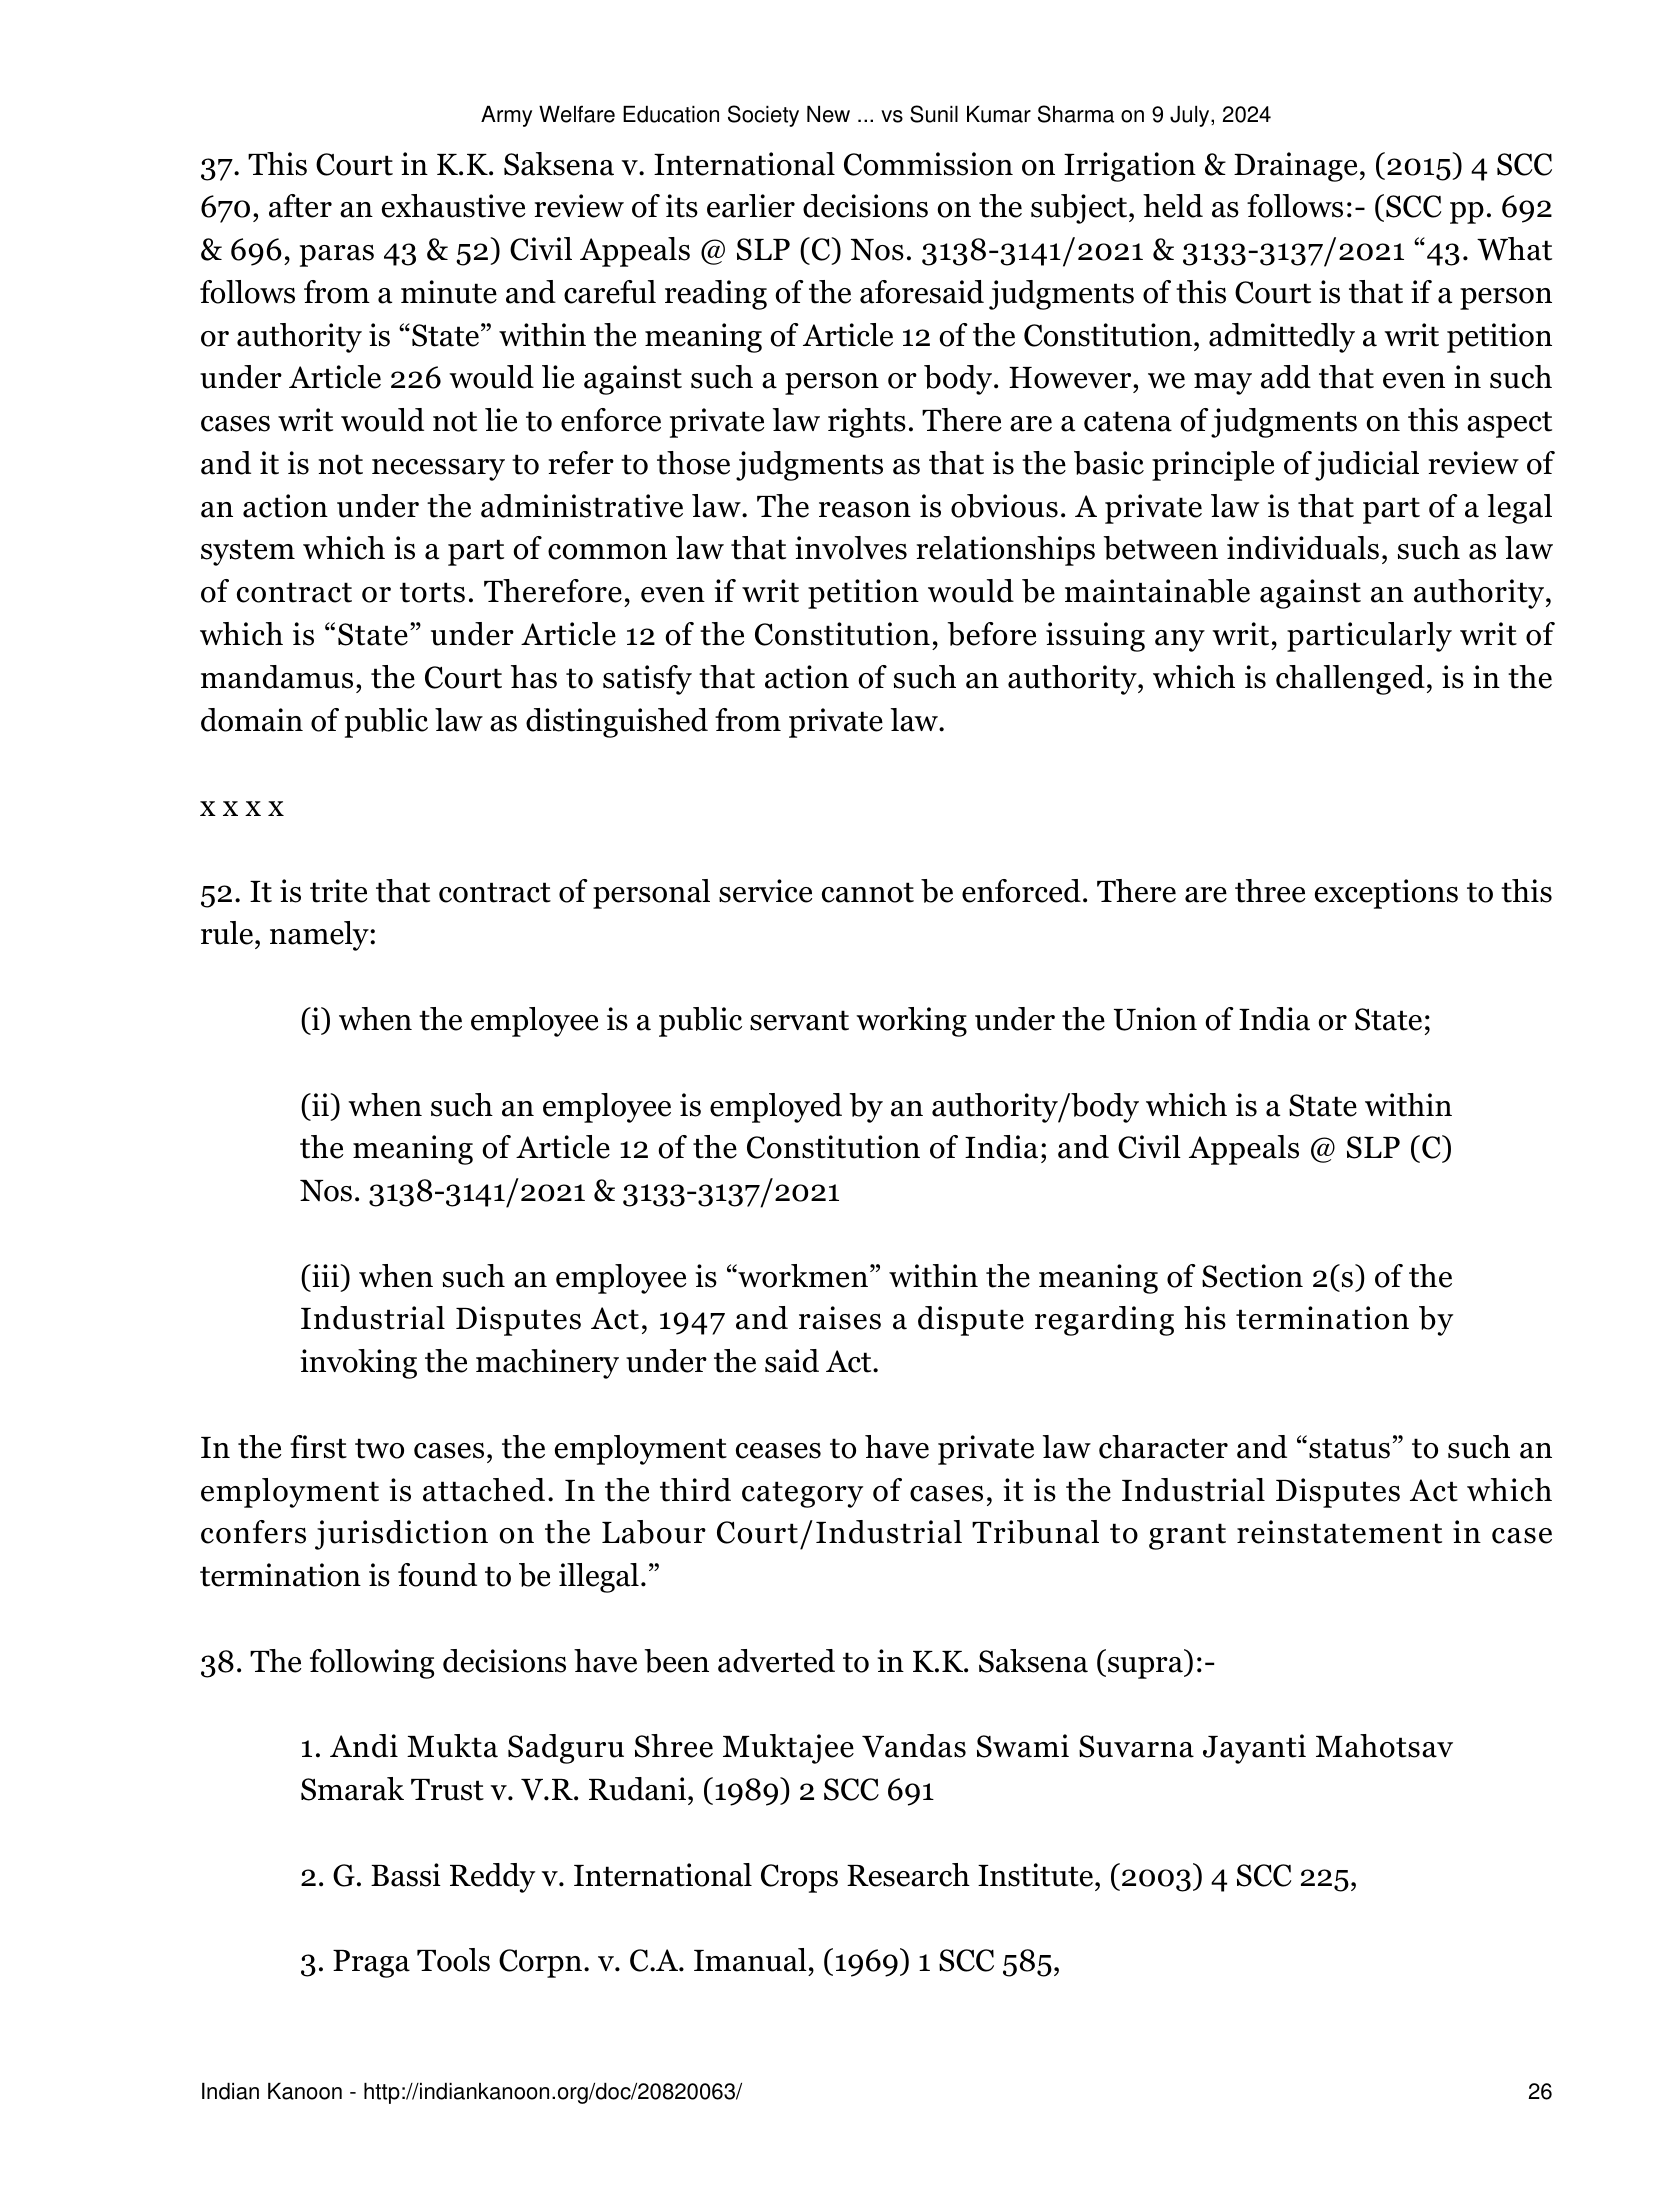 Army Welfare Education Society New ... vs Sunil Kumar Sharma on 9 July, 2024
37. This Court in K.K. Saksena v. International Commission on Irrigation & Drainage, (2015) 4 SCC
670, after an exhaustive review of its earlier decisions on the subject, held as follows:- (SCC pp. 692
& 696, paras 43 & 52) Civil Appeals @ SLP (C) Nos. 3138-3141/2021 & 3133-3137/2021 “43. What
follows from a minute and careful reading of the aforesaid judgments of this Court is that if a person
or authority is “State” within the meaning of Article 12 of the Constitution, admittedly a writ petition
under Article 226 would lie against such a person or body. However, we may add that even in such
cases writ would not lie to enforce private law rights. There are a catena of judgments on this aspect
and it is not necessary to refer to those judgments as that is the basic principle of judicial review of
an action under the administrative law. The reason is obvious. A private law is that part of a legal
system which is a part of common law that involves relationships between individuals, such as law
of contract or torts. Therefore, even if writ petition would be maintainable against an authority,
which is “State” under Article 12 of the Constitution, before issuing any writ, particularly writ of
mandamus, the Court has to satisfy that action of such an authority, which is challenged, is in the
domain of public law as distinguished from private law.
x x x x
52. It is trite that contract of personal service cannot be enforced. There are three exceptions to this
rule, namely:
(i) when the employee is a public servant working under the Union of India or State;
(ii) when such an employee is employed by an authority/body which is a State within
the meaning of Article 12 of the Constitution of India; and Civil Appeals @ SLP (C)
Nos. 3138-3141/2021 & 3133-3137/2021
(iii) when such an employee is “workmen” within the meaning of Section 2(s) of the
Industrial Disputes Act, 1947 and raises a dispute regarding his termination by
invoking the machinery under the said Act.
In the first two cases, the employment ceases to have private law character and “status” to such an
employment is attached. In the third category of cases, it is the Industrial Disputes Act which
confers jurisdiction on the Labour Court/Industrial Tribunal to grant reinstatement in case
termination is found to be illegal.”
38. The following decisions have been adverted to in K.K. Saksena (supra):-
1. Andi Mukta Sadguru Shree Muktajee Vandas Swami Suvarna Jayanti Mahotsav
Smarak Trust v. V.R. Rudani, (1989) 2 SCC 691
2. G. Bassi Reddy v. International Crops Research Institute, (2003) 4 SCC 225,
3. Praga Tools Corpn. v. C.A. Imanual, (1969) 1 SCC 585,
Indian Kanoon - http://indiankanoon.org/doc/20820063/
26